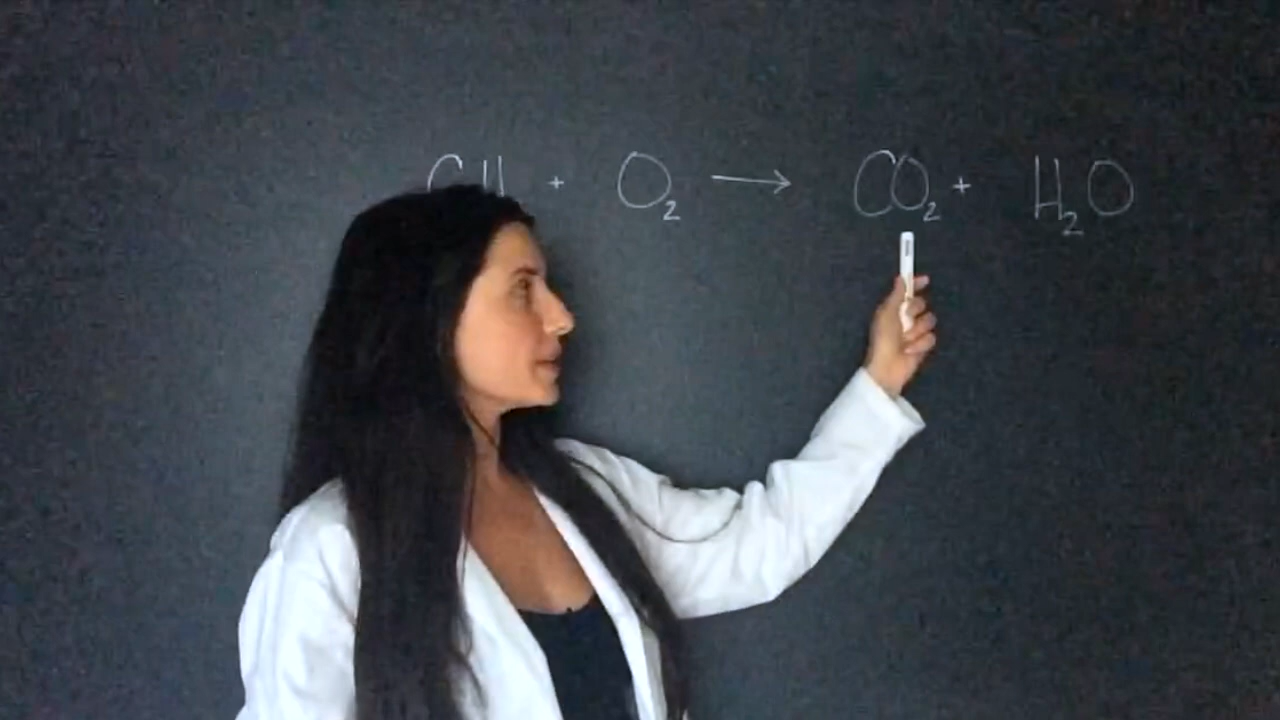 CH + O₂ → CO₂ + H₂O